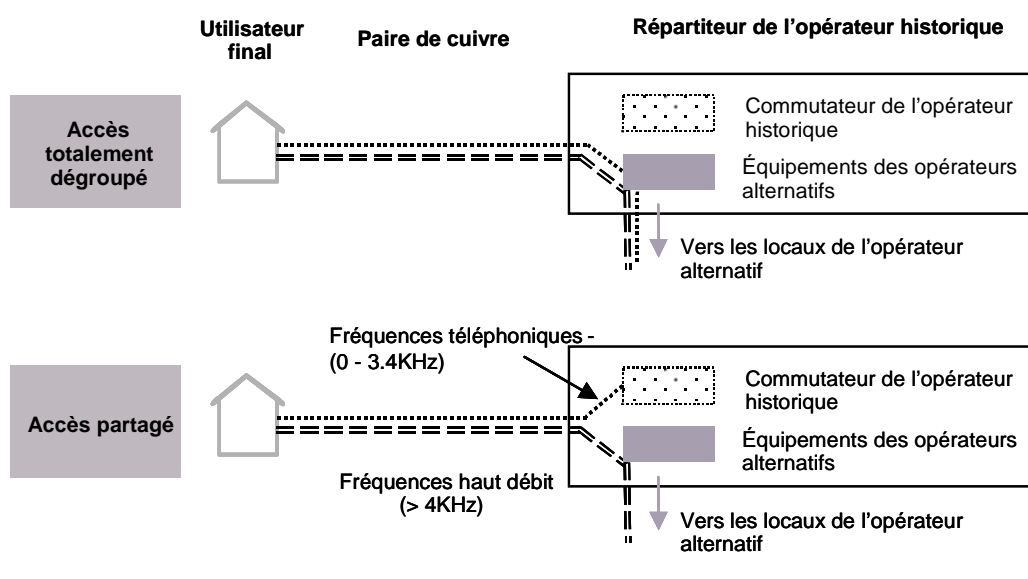 Utilisateur
final
Paire de cuivre
Répartiteur de l'opérateur historique
Accès
totalement
dégroupé
Commutateur de l'opérateur
historique
Équipements des opérateurs
alternatifs
Vers les locaux de l'opérateur
alternatif
Fréquences téléphoniques -
(0 - 3.4KHz)
Accès partagé
Commutateur de l'opérateur
historique
Équipements des opérateurs
alternatifs
Fréquences haut débit
(> 4KHz)
Vers les locaux de l'opérateur
alternatif